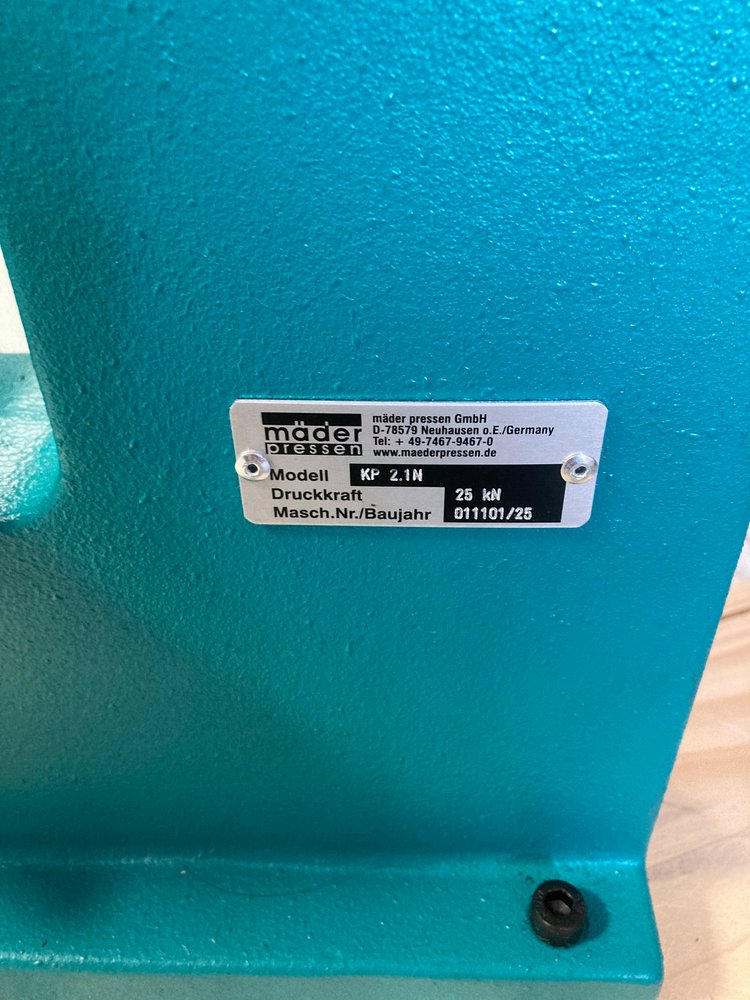 mäder
pressen
mäder pressen GmbH
D-78579 Neuhausen o.E./Germany
Tel: + 49-7467-9467-0
www.maederpressen.de
Modell KP 2.1N
Druckkraft 25 kN
Masch.Nr./Baujahr 011101/25